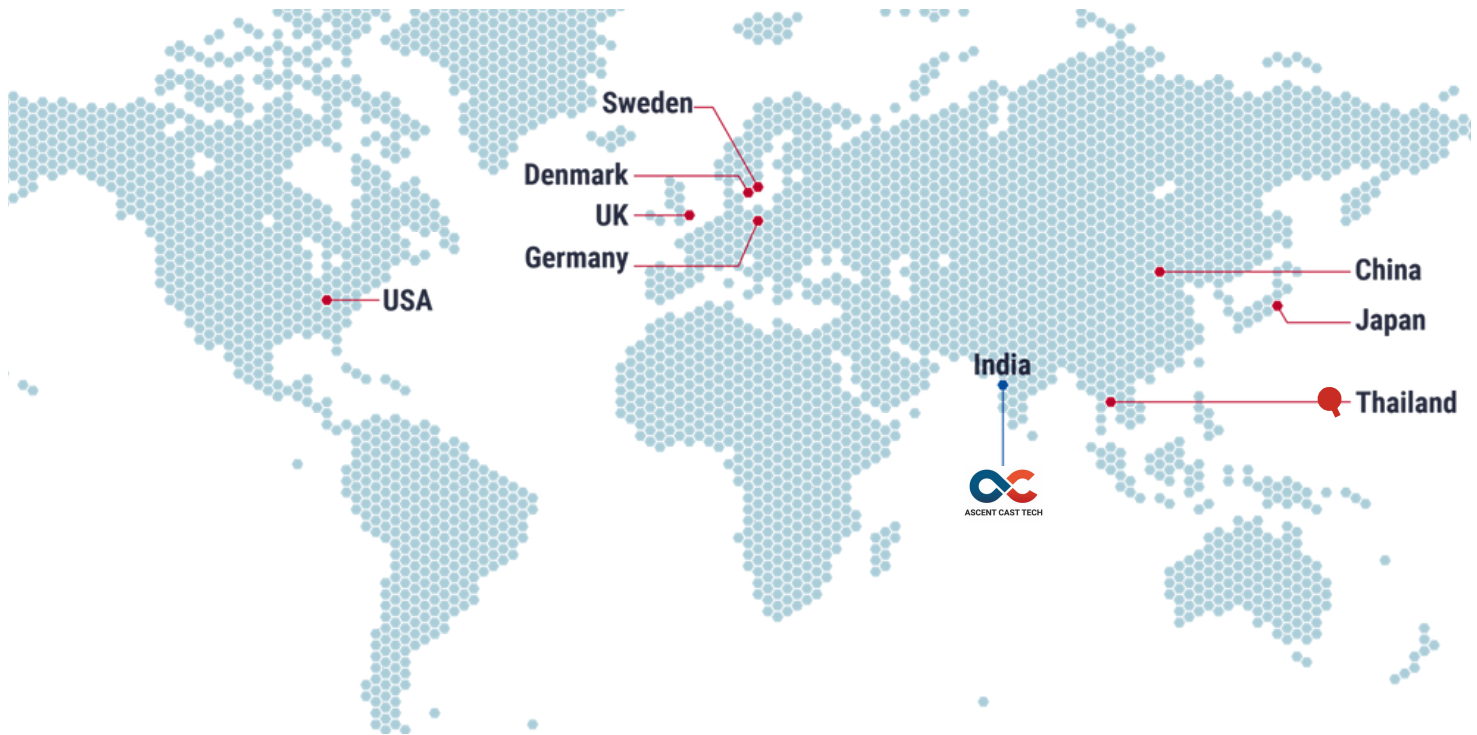 Sweden
Denmark
UK
Germany
USA
China
Japan
India
Thailand
ASCENT CAST TECH